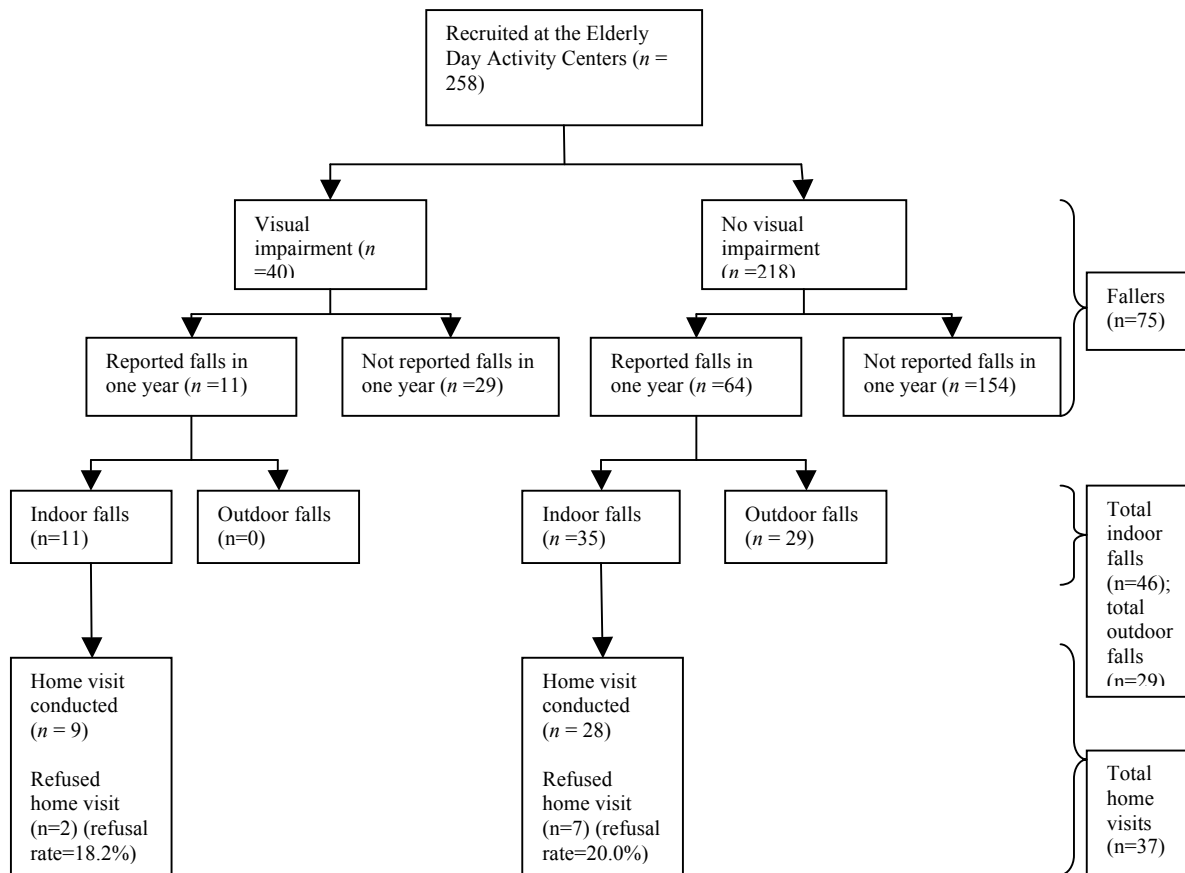 Recruited at the Elderly
Day Activity Centers (n =
258)
Visual
impairment (n
=40)
No visual
impairment
(n =218)
Fallers
(n=75)
Reported falls in
one year (n =11)
Not reported falls in
one year (n =29)
Reported falls in
one year (n =64)
Not reported falls in
one year (n =154)
Indoor falls
(n=11)
Outdoor falls
(n=0)
Indoor falls
(n =35)
Outdoor falls
(n = 29)
Total
indoor
falls
(n=46);
total
outdoor
falls
(n=29)
Home visit
conducted
(n = 9)
Refused
home visit
(n=2) (refusal
rate=18.2%)
Home visit
conducted
(n = 28)
Refused
home visit
(n=7) (refusal
rate=20.0%)
Total
home
visits
(n=37)